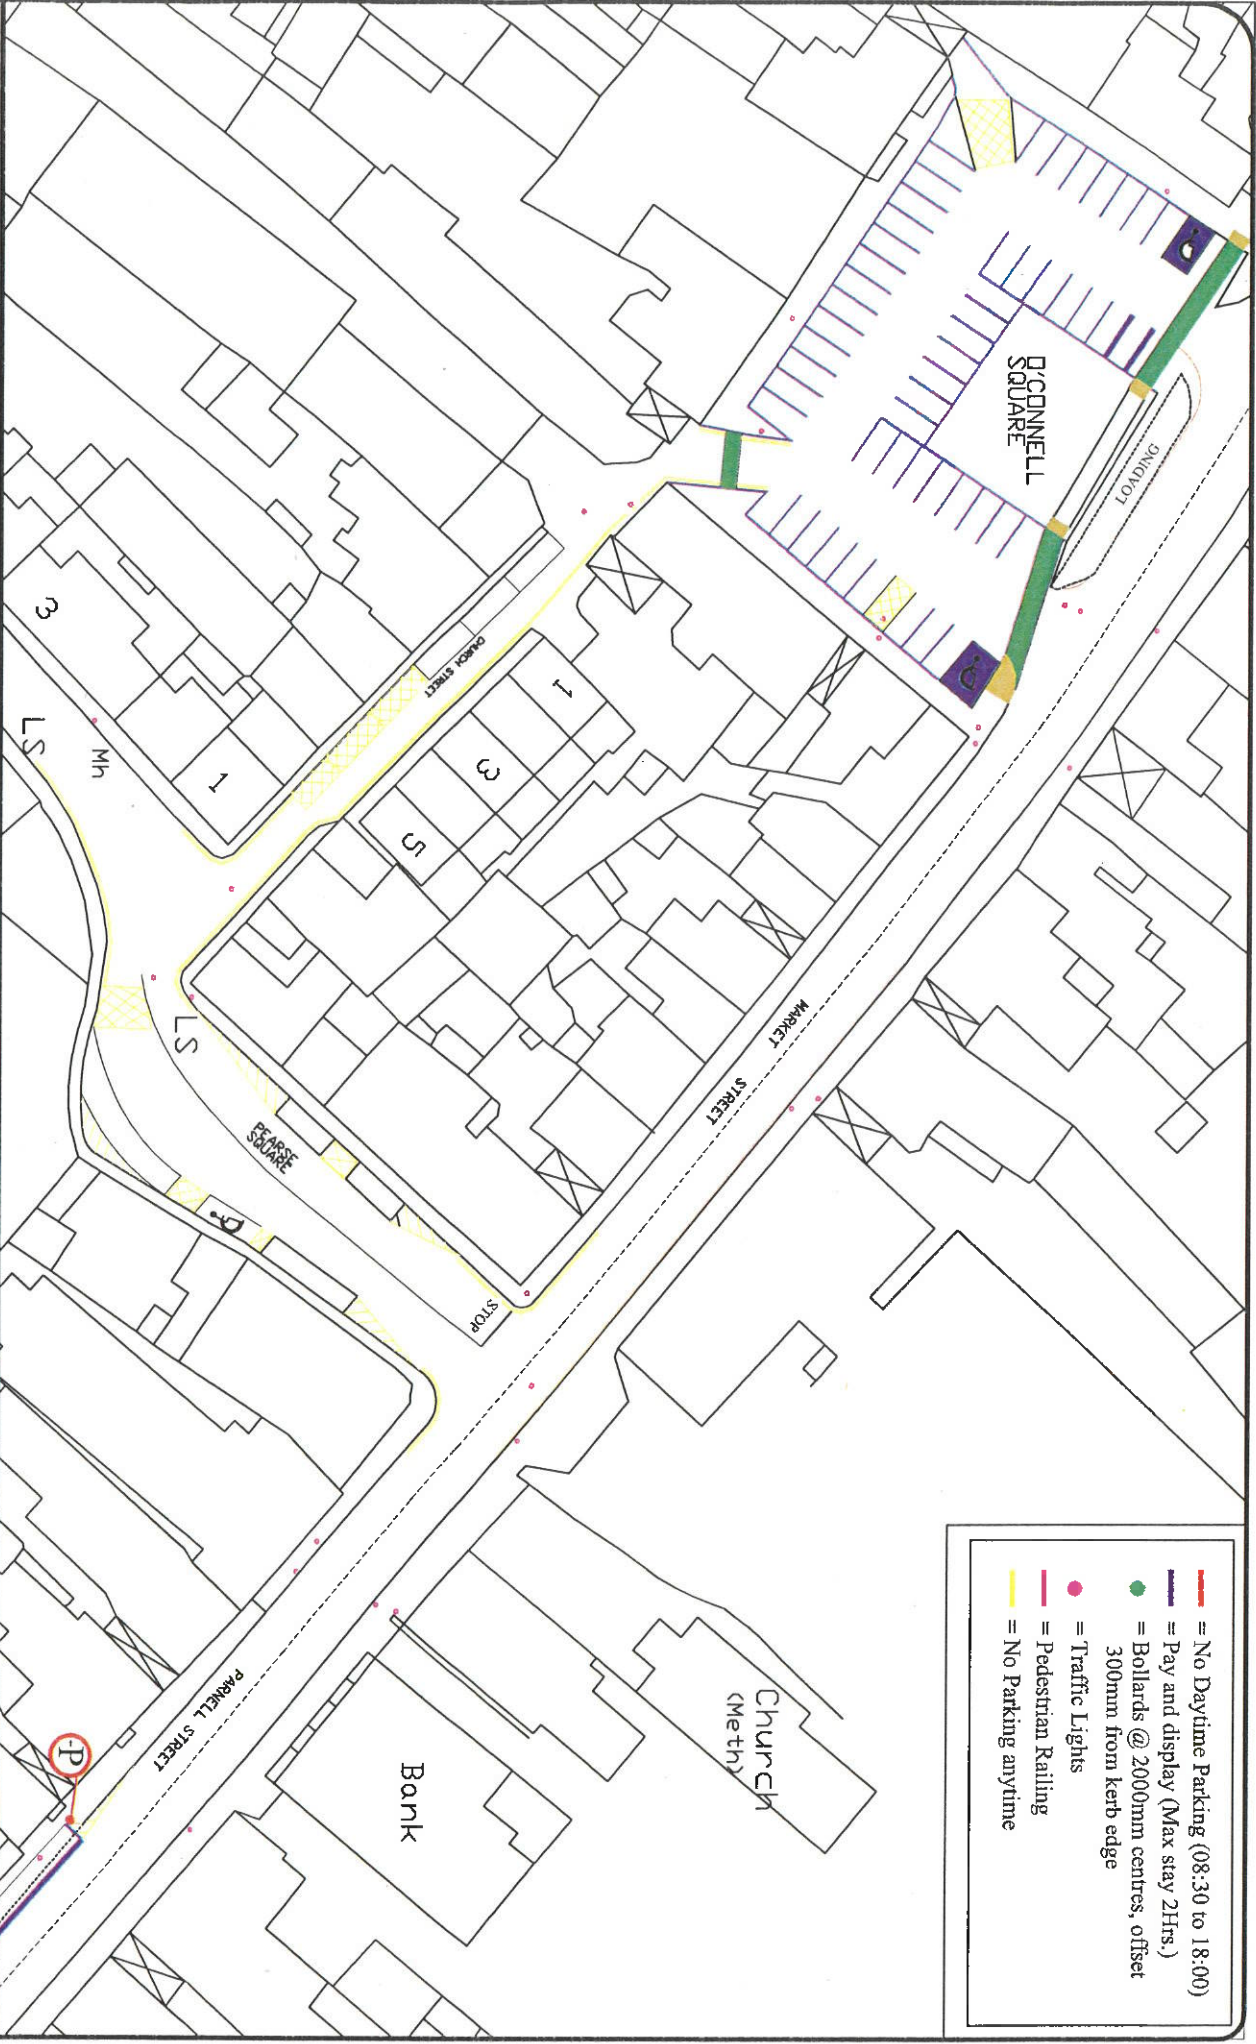 = No Daytime Parking (08:30 to 18:00)
= Pay and display (Max stay 2Hrs.)
= Bollards @ 2000mm centres, offset
300mm from kerb edge
= Traffic Lights
= Pedestrian Railing
= No Parking anytime
O'CONNELL
SQUARE
LOADING
CHURCH STREET
1
3
5
3
1
Mh
LS
LS
MARKET
STREET
PEARSE
SQUARE
STOP
Church
(Meth)
Bank
PARNELL STREET
P